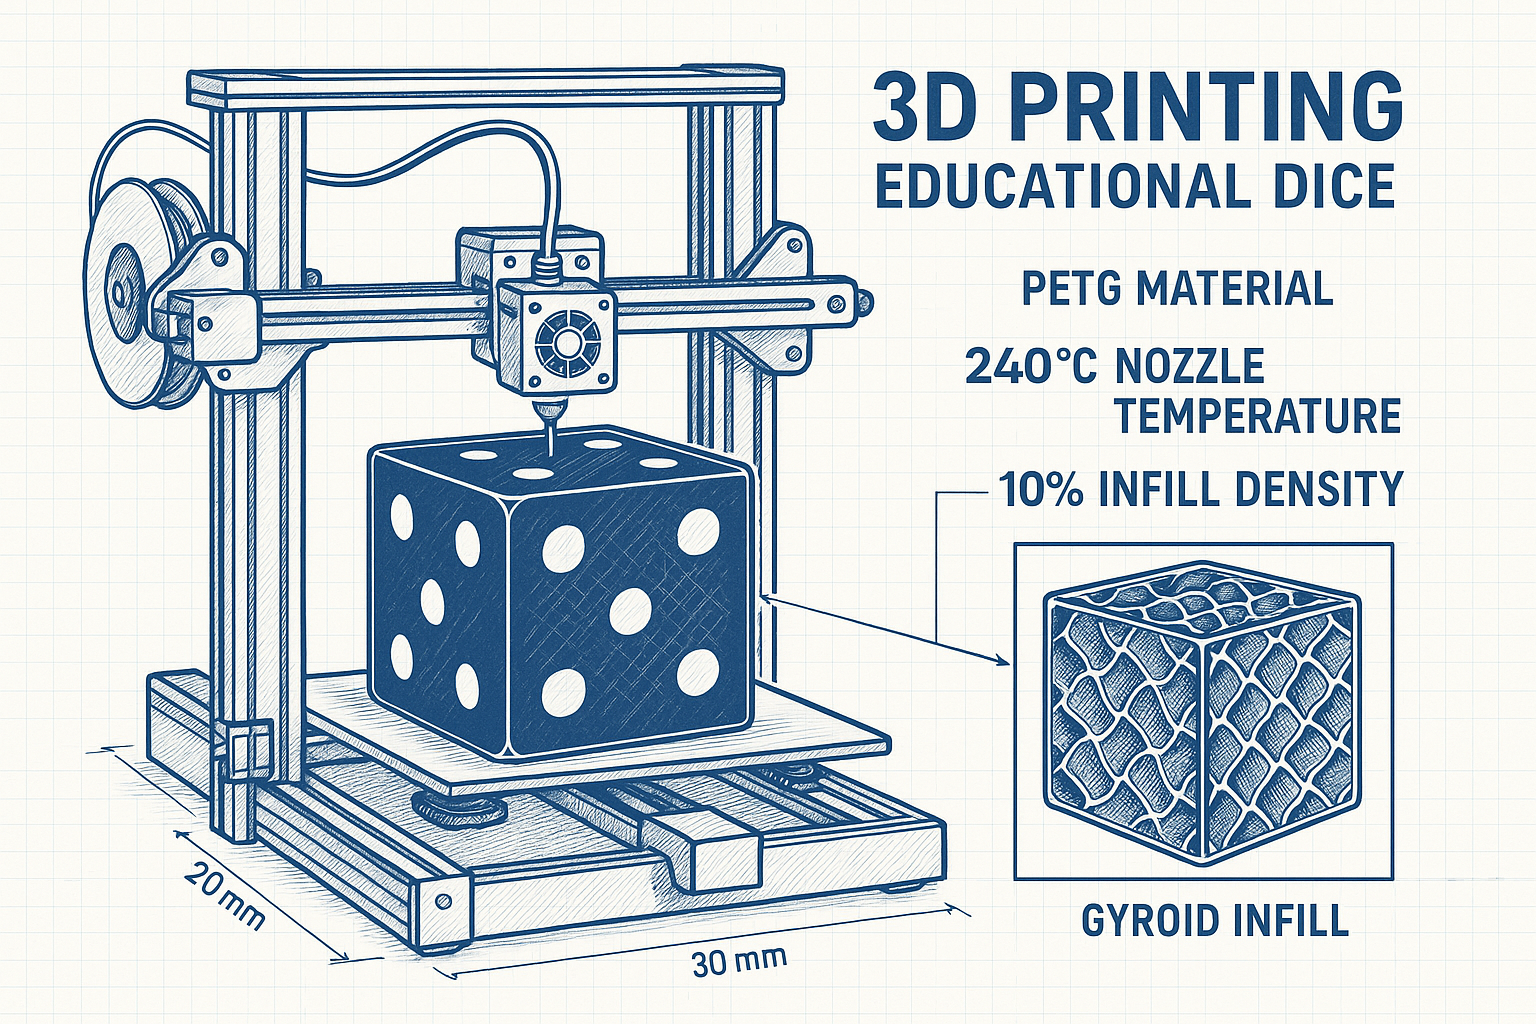 3D PRINTING
EDUCATIONAL DICE
PETG MATERIAL
240°C NOZZLE
TEMPERATURE
10% INFILL DENSITY
GYROID INFILL
20 mm
30 mm